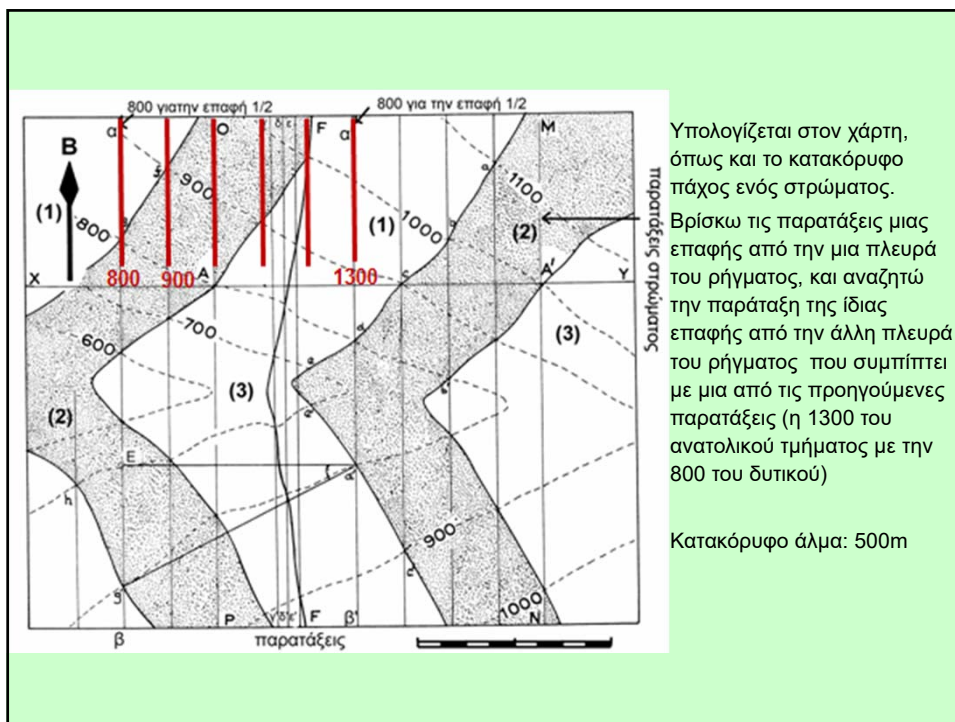 800 γιατην επαφή 1/2
800 για την επαφή 1/2
α
O
δ
ε
F
α
M
B
900
1100
(1)
(1)
1000
(2)
800
X
A
A'
Y
800
900
1300
700
(3)
600
(3)
(2)
E
h
900
g
1000
P
F
β'
N
β
παρατάξεις
παρατάξεις στρώματος
Υπολογίζεται στον χάρτη,
όπως και το κατακόρυφο
πάχος ενός στρώματος.
Βρίσκω τις παρατάξεις μιας
επαφής από την μια πλευρά
του ρήγματος, και αναζητώ
την παράταξη της ίδιας
επαφής από την άλλη πλευρά
του ρήγματος που συμπίπτει
με μια από τις προηγούμενες
παρατάξεις (η 1300 του
ανατολικού τμήματος με την
800 του δυτικού)
Κατακόρυφο άλμα: 500m